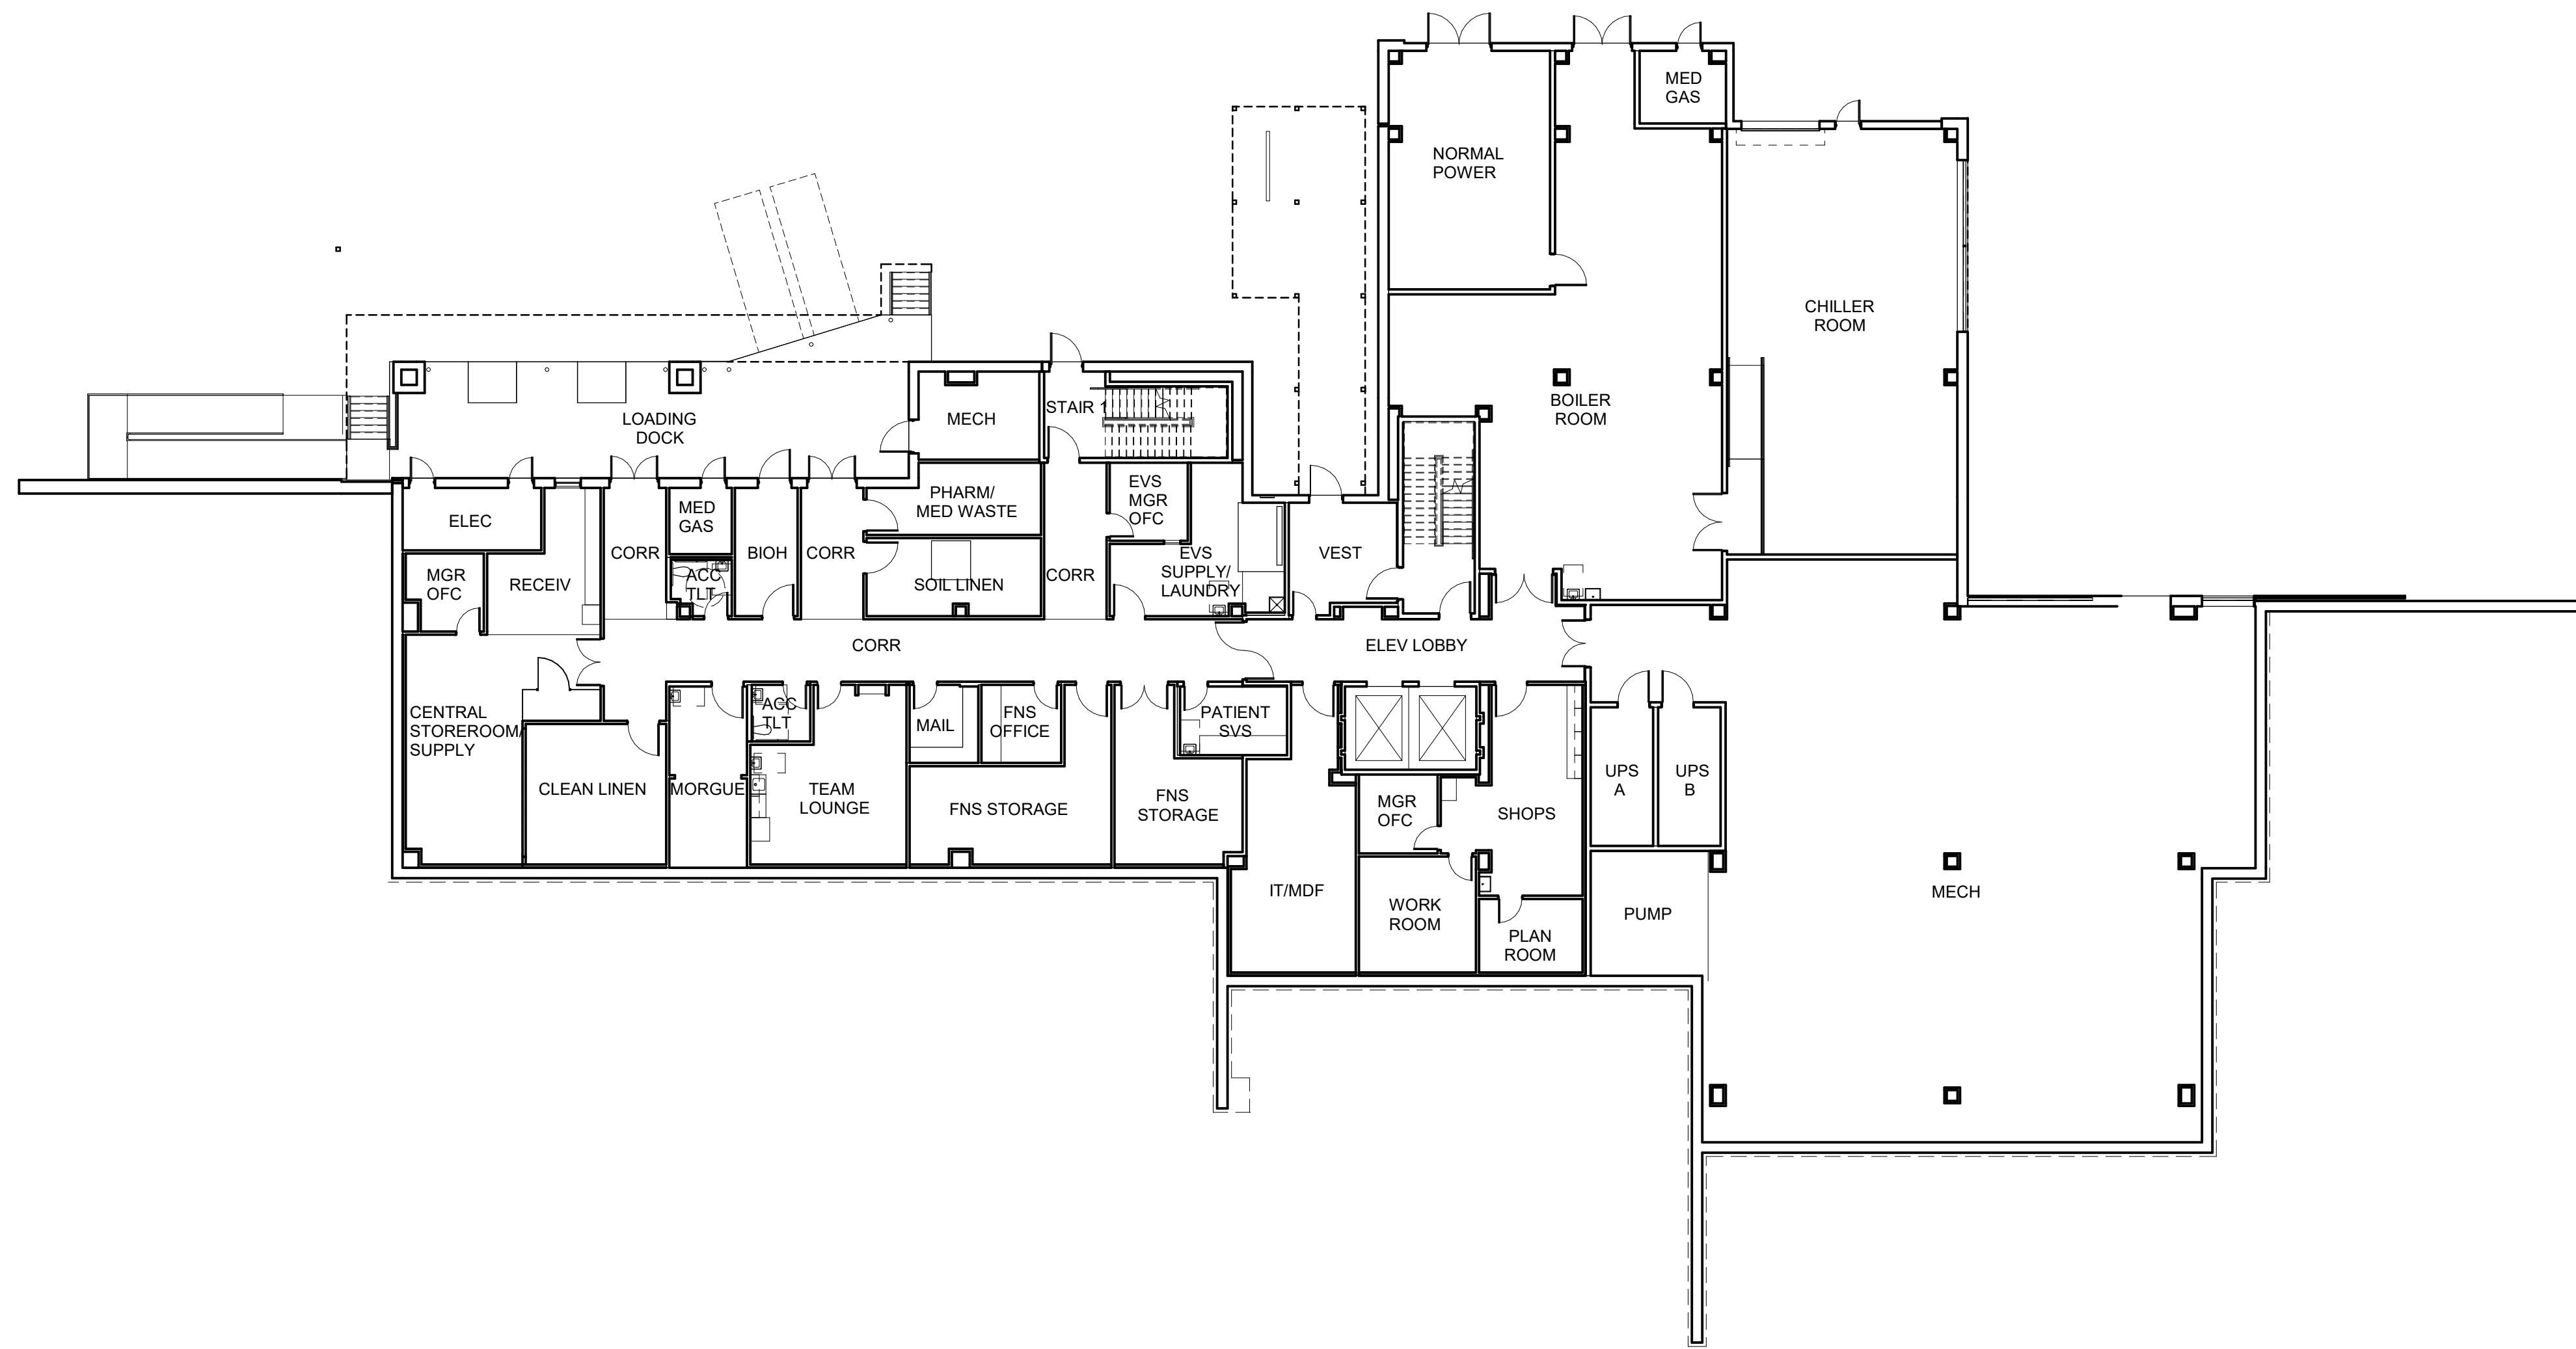 MED
GAS
NORMAL
POWER
CHILLER
ROOM
BOILER
ROOM
LOADING
DOCK
MECH
STAIR 1
ELEC
MED
GAS
PHARM/
MED WASTE
EVS
MGR
OFC
CORR
BIOH
CORR
VEST
EVS
SUPPLY/
LAUNDRY
MGR
OFC
RECEIV
ACC
TLT
SOIL LINEN
CORR
CORR
ELEV LOBBY
CENTRAL
STOREROOM/
SUPPLY
ACC
TLT
MAIL
FNS
OFFICE
PATIENT
SVS
CLEAN LINEN
MORGUE
TEAM
LOUNGE
FNS STORAGE
FNS
STORAGE
MGR
OFC
SHOPS
UPS
A
UPS
B
IT/MDF
WORK
ROOM
PLAN
ROOM
PUMP
MECH